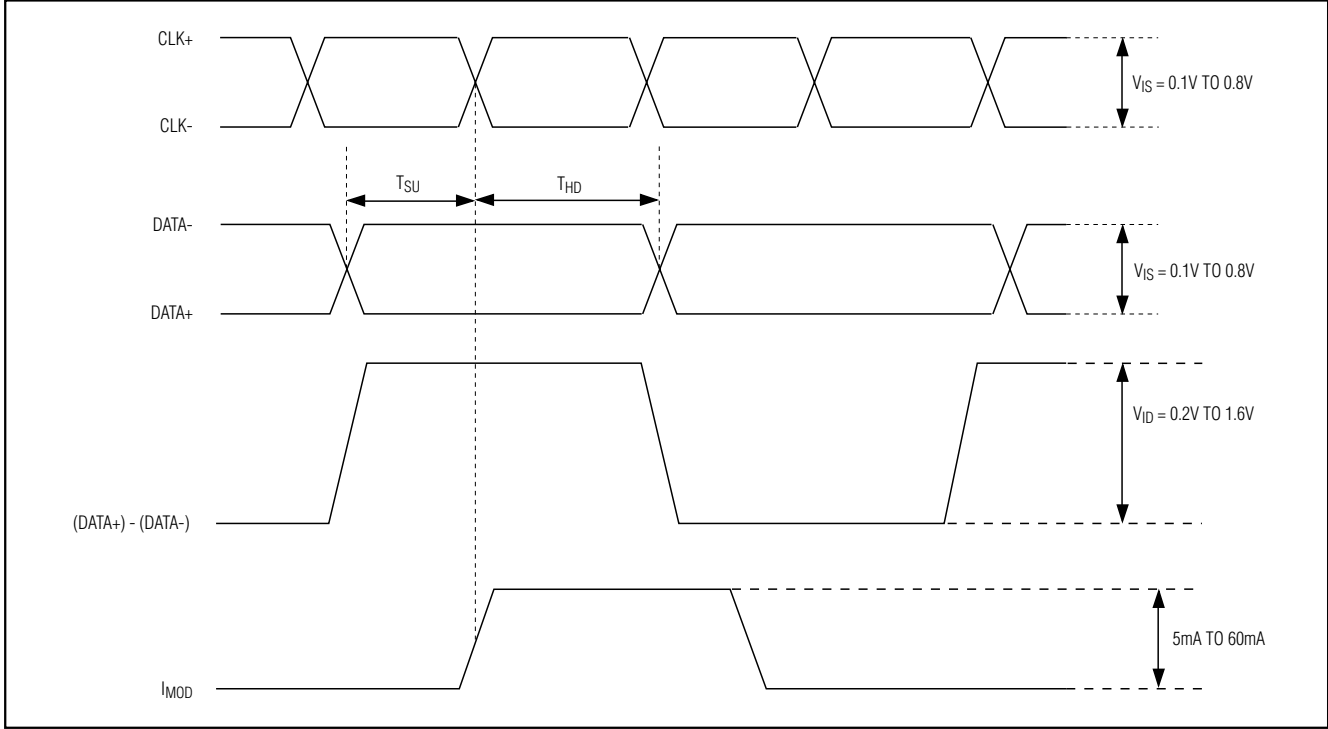 CLK+
CLK-
V_IS = 0.1V TO 0.8V
T_SU
T_HD
DATA-
DATA+
V_IS = 0.1V TO 0.8V
(DATA+) - (DATA-)
V_ID = 0.2V TO 1.6V
I_MOD
5mA TO 60mA